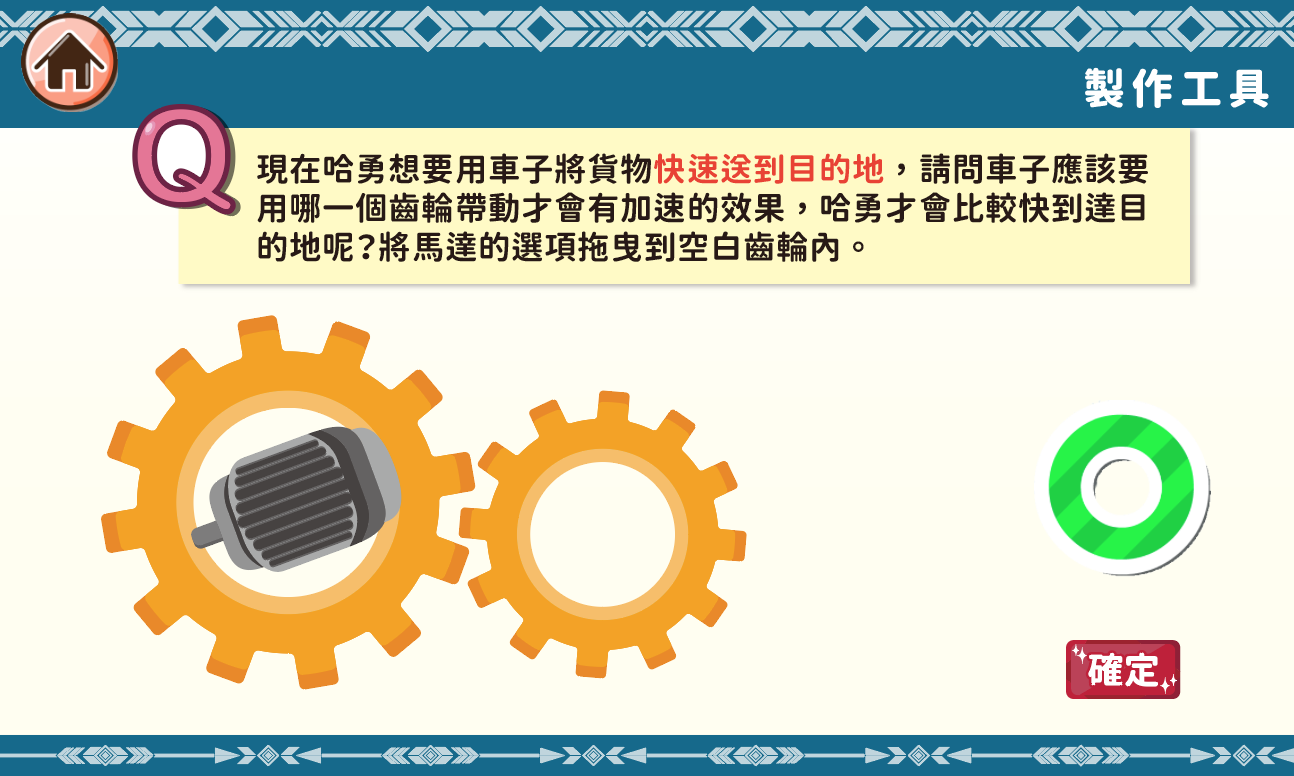 製作工具
Q
現在哈勇想要用車子將貨物快速送到目的地，請問車子應該要
用哪一個齒輪帶動才會有加速的效果，哈勇才會比較快到達目
的地呢?將馬達的選項拖曳到空白齒輪內。
確定